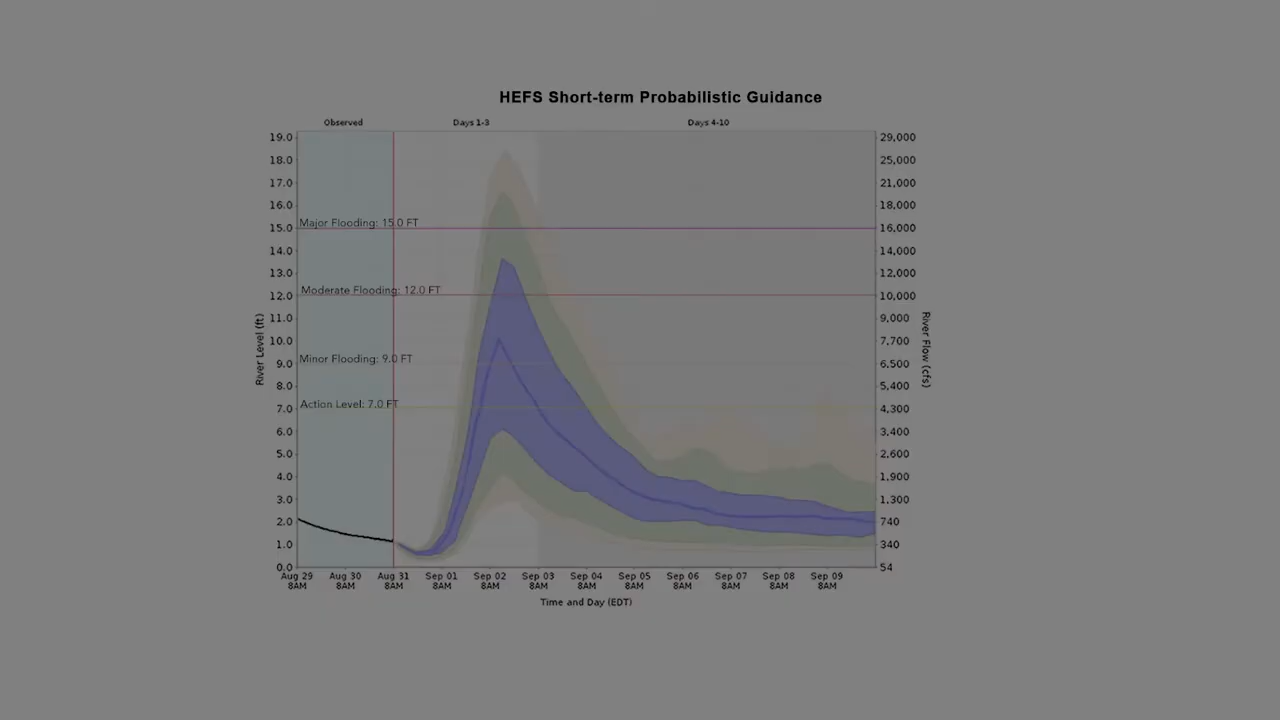 HEFS Short-term Probabilistic Guidance
Observed
Days 1-3
Days 4-10
19.0
18.0
17.0
16.0
15.0
14.0
13.0
12.0
11.0
10.0
9.0
8.0
7.0
6.0
5.0
4.0
3.0
2.0
1.0
0.0
River Level (ft)
Major Flooding: 15.0 FT
Moderate Flooding: 12.0 FT
Minor Flooding: 9.0 FT
Action Level: 7.0 FT
29,000
25,000
21,000
18,000
16,000
14,000
12,000
10,000
9,000
7,700
6,500
5,400
4,300
3,400
2,600
1,900
1,300
740
340
54
River Flow (cfs)
Aug 29
8AM
Aug 30
8AM
Aug 31
8AM
Sep 01
8AM
Sep 02
8AM
Sep 03
8AM
Sep 04
8AM
Sep 05
8AM
Sep 06
8AM
Sep 07
8AM
Sep 08
8AM
Sep 09
8AM
Time and Day (EDT)